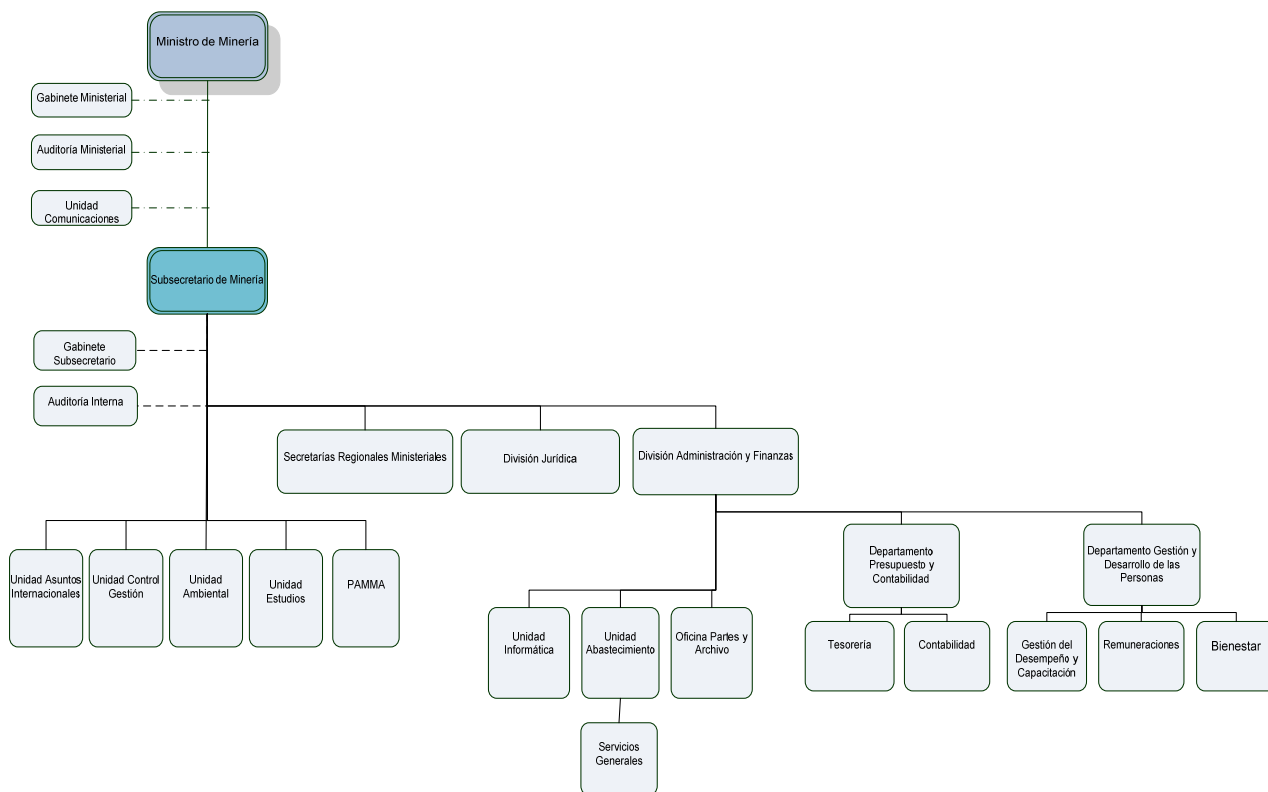 Ministro de Minería
Gabinete Ministerial
Auditoría Ministerial
Unidad
Comunicaciones
Subsecretario de Minería
Gabinete
Subsecretario
Auditoría Interna
Secretarías Regionales Ministeriales
División Jurídica
División Administración y Finanzas
Unidad Asuntos
Internacionales
Unidad Control
Gestión
Unidad
Ambiental
Unidad
Estudios
PAMMA
Departamento
Presupuesto y
Contabilidad
Departamento Gestión y
Desarrollo de las
Personas
Unidad
Informática
Unidad
Abastecimiento
Oficina Partes y
Archivo
Tesorería
Contabilidad
Gestión del
Desempeño y
Capacitación
Remuneraciones
Bienestar
Servicios
Generales